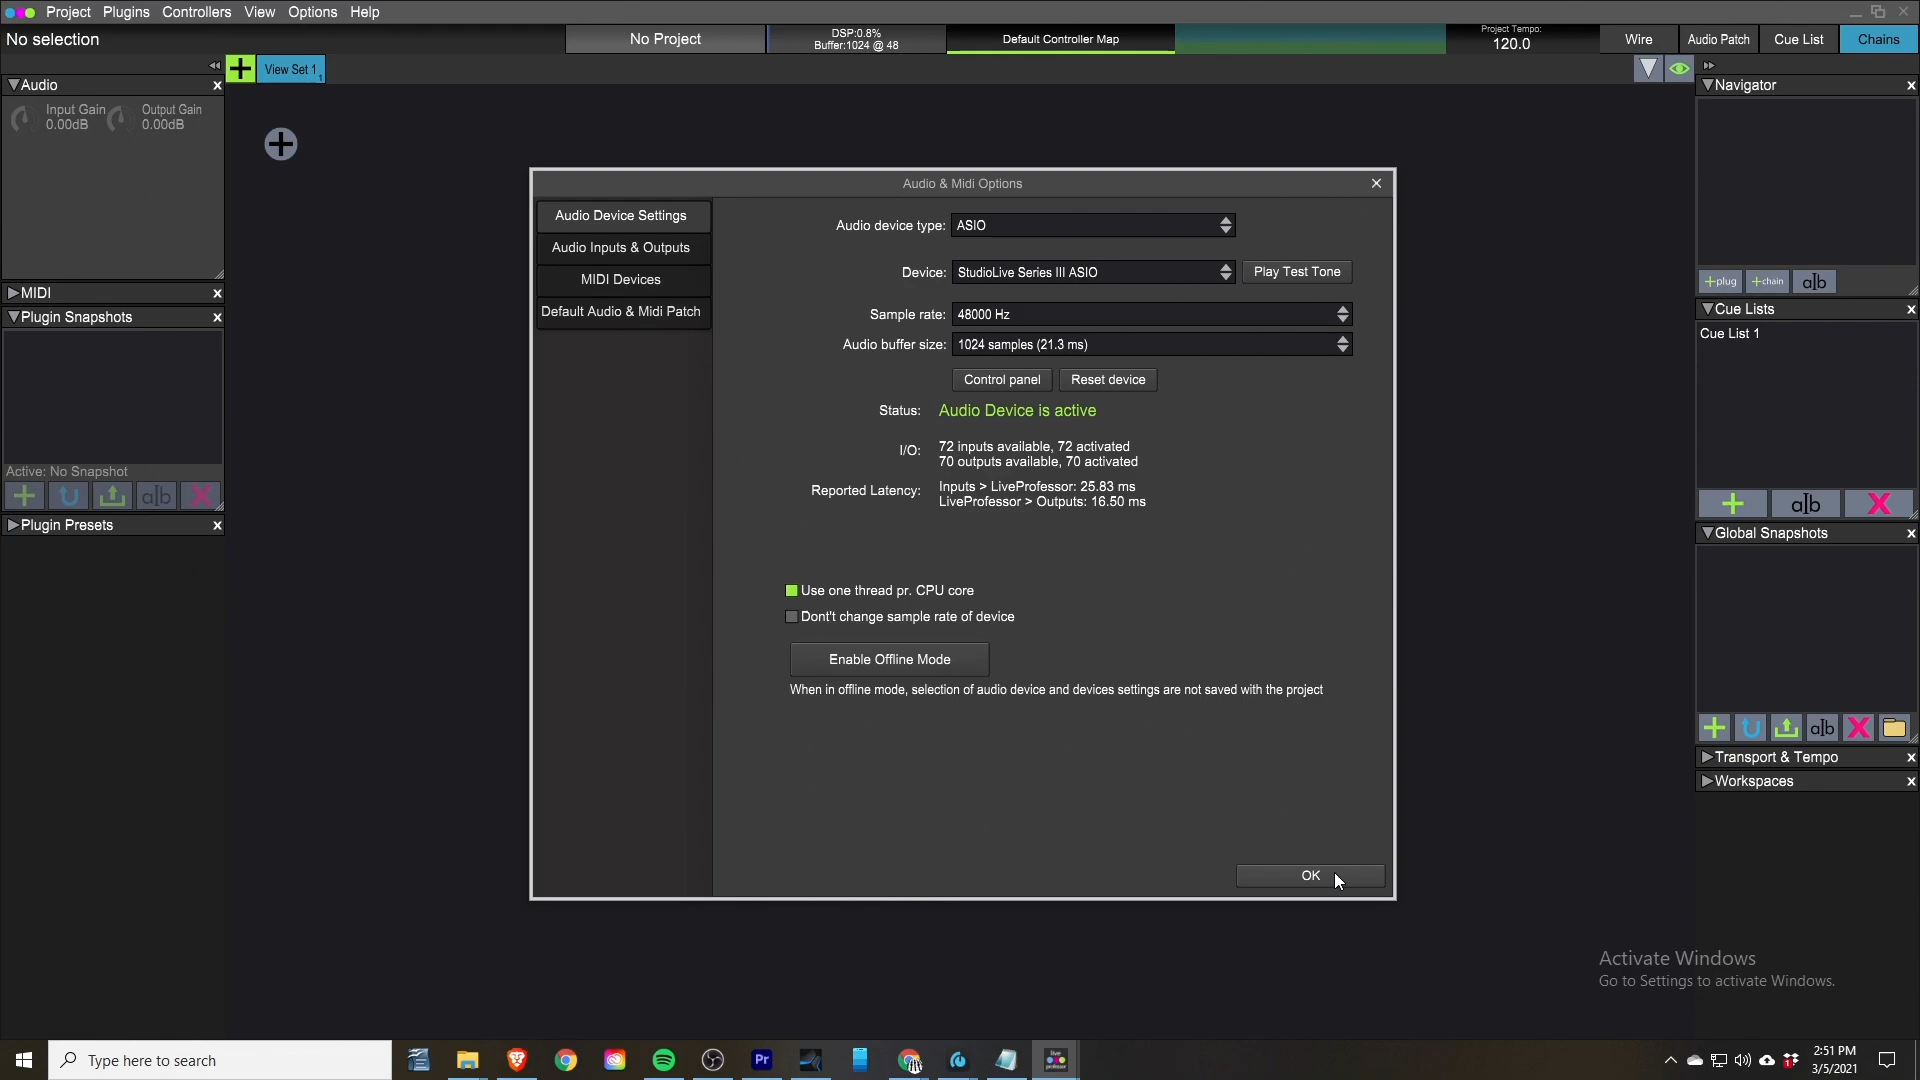 Project Plugins Controllers View Options Help
No selection
No Project
DSP:0.8%
Buffer:1024 @ 48
Default Controller Map
Project Tempo:
120.0
Wire
Audio Patch
Cue List
Chains
View Set 1
1
Audio
x
Input Gain
0.00dB
Output Gain
0.00dB
MIDI
x
Plugin Snapshots
x
Active: No Snapshot
a|b
Plugin Presets
x
Audio & Midi Options
Audio Device Settings
Audio Inputs & Outputs
MIDI Devices
Default Audio & Midi Patch
Audio device type: ASIO
Device: StudioLive Series III ASIO
Play Test Tone
Sample rate: 48000 Hz
Audio buffer size: 1024 samples (21.3 ms)
Control panel
Reset device
Status: Audio Device is active
I/O: 72 inputs available, 72 activated
70 outputs available, 70 activated
Reported Latency: Inputs > LiveProfessor: 25.83 ms
LiveProfessor > Outputs: 16.50 ms
Use one thread pr. CPU core
Don't change sample rate of device
Enable Offline Mode
When in offline mode, selection of audio device and devices settings are not saved with the project
OK
Navigator
x
+plug
+chain
a|b
Cue Lists
x
Cue List 1
a|b
Global Snapshots
x
a|b
Transport & Tempo
x
Workspaces
x
Activate Windows
Go to Settings to activate Windows.
Type here to search
Pr
live
professor
1
2:51 PM
3/5/2021